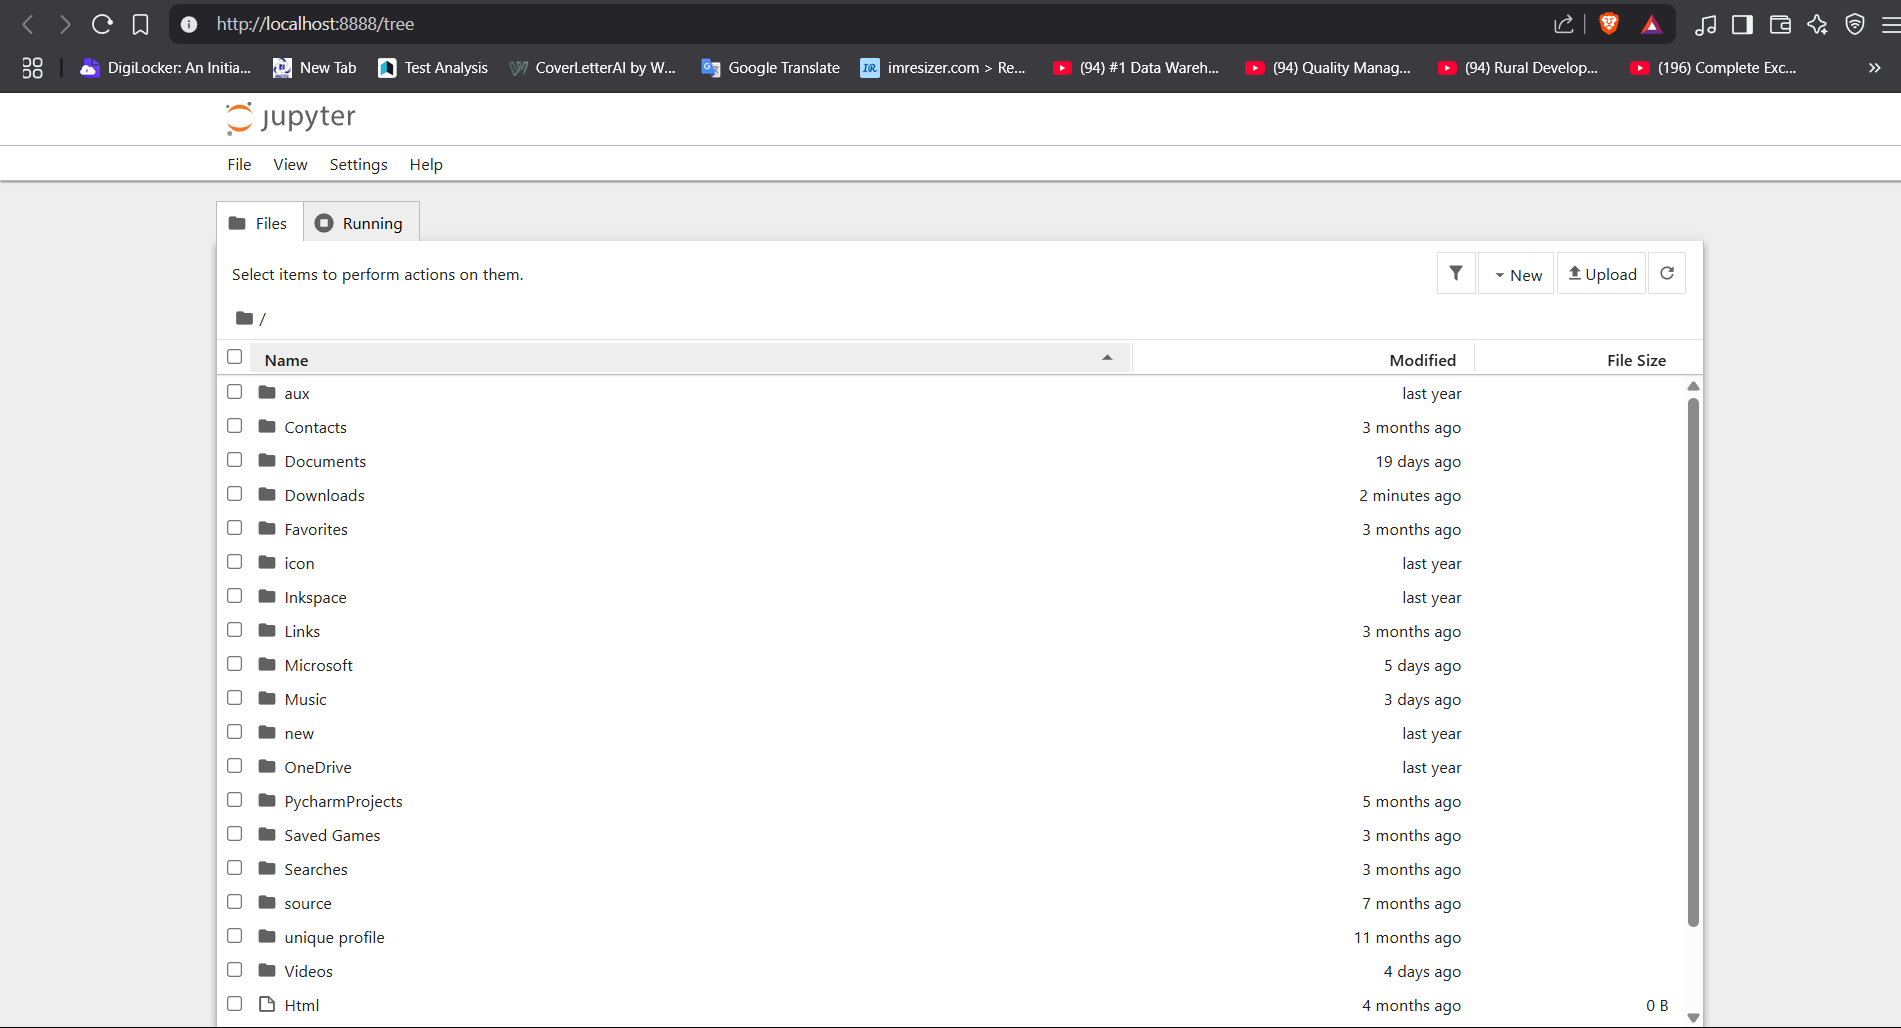 http://localhost:8888/tree
DigiLocker: An Initia... New Tab Test Analysis CoverLetterAI by W... Google Translate imresizer.com > Re... (94) #1 Data Wareh... (94) Quality Manag... (94) Rural Develop... (196) Complete Exc...
jupyter
File View Settings Help
Files Running
Select items to perform actions on them. New Upload
/
Name Modified File Size
aux last year
Contacts 3 months ago
Documents 19 days ago
Downloads 2 minutes ago
Favorites 3 months ago
icon last year
Inkspace last year
Links 3 months ago
Microsoft 5 days ago
Music 3 days ago
new last year
OneDrive last year
PycharmProjects 5 months ago
Saved Games 3 months ago
Searches 3 months ago
source 7 months ago
unique profile 11 months ago
Videos 4 days ago
Html 4 months ago 0 B